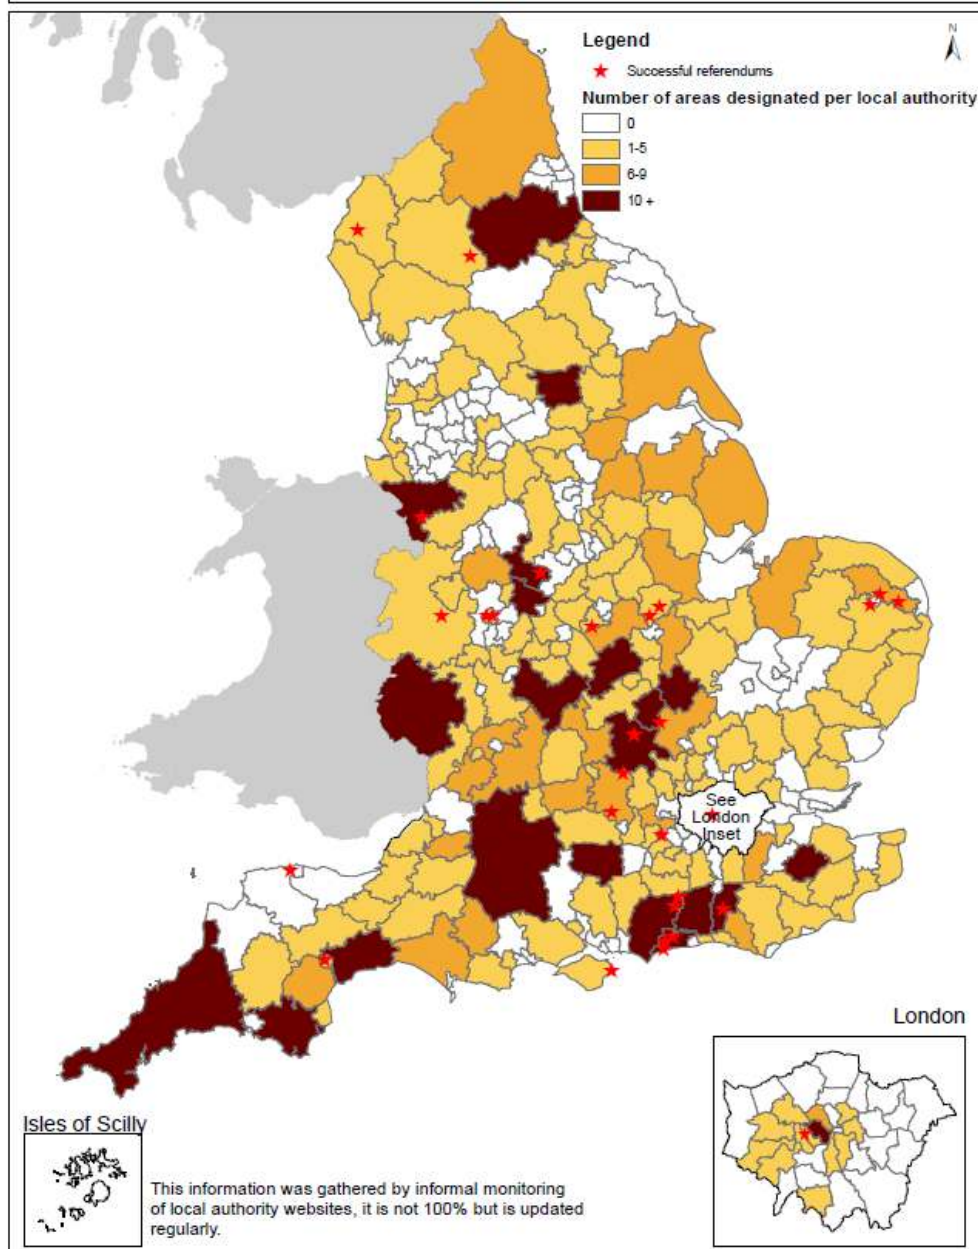 N
Legend
Successful referendums
Number of areas designated per local authority
0
1-5
6-9
10 +
See
London
Inset
London
Isles of Scilly
This information was gathered by informal monitoring
of local authority websites, it is not 100% but is updated
regularly.